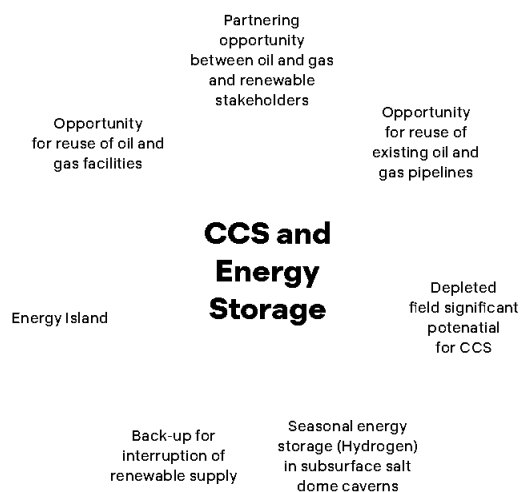 Partnering
opportunity
between oil and gas
and renewable
stakeholders
Opportunity
for reuse of
existing oil and
gas pipelines
Opportunity
for reuse of oil and
gas facilities
CCS and
Energy
Storage
Depleted
field significant
potenatial
for CCS
Energy Island
Seasonal energy
storage (Hydrogen)
in subsurface salt
dome caverns
Back-up for
interruption of
renewable supply